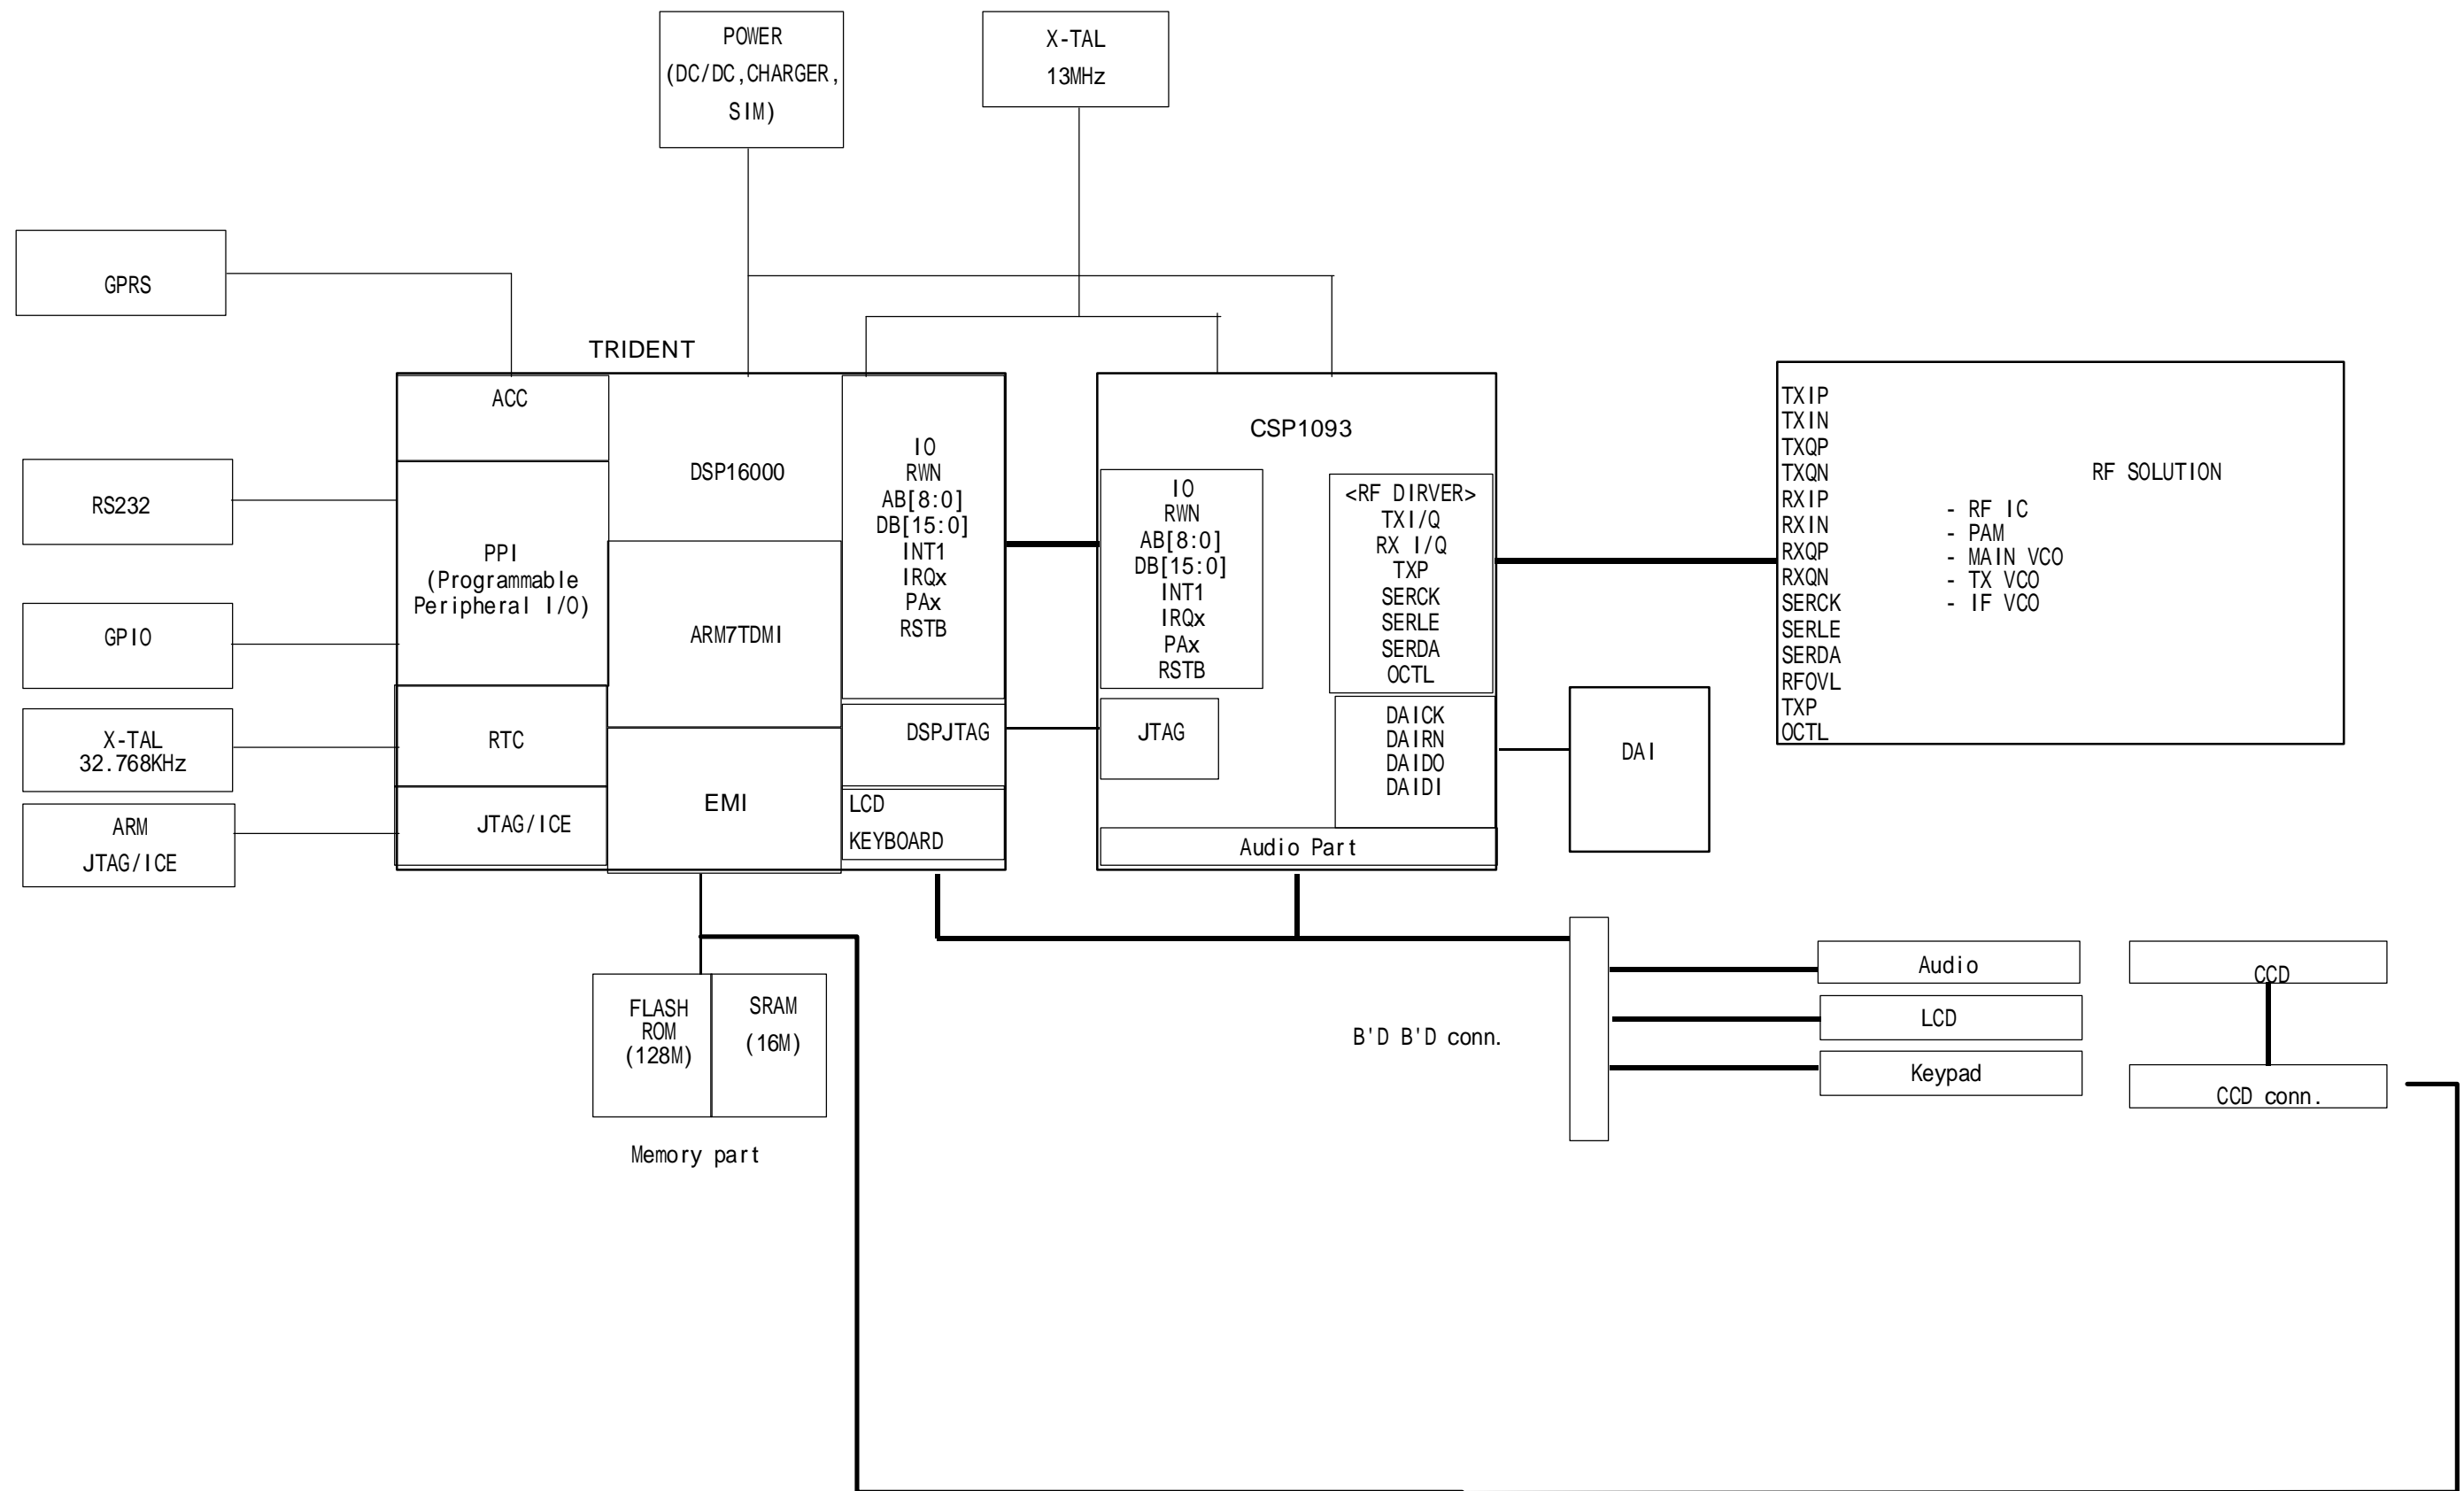 POWER
(DC/DC,CHARGER,
SIM)
X-TAL
13MHz
GPRS
TRIDENT
ACC
DSP16000
IO
RWN
AB[8:0]
DB[15:0]
INT1
IRQx
PAx
RSTB
RS232
PPI
(Programmable
Peripheral I/O)
GPIO
ARM7TDMI
X-TAL
32.768KHz
RTC
DSPJTAG
ARM
JTAG/ICE
JTAG/ICE
EMI
LCD
KEYBOARD
CSP1093
IO
RWN
AB[8:0]
DB[15:0]
INT1
IRQx
PAx
RSTB
<RF DIRVER>
TXI/Q
RX I/Q
TXP
SERCK
SERLE
SERDA
OCTL
JTAG
DAICK
DAIRN
DAIDO
DAIDI
Audio Part
DAI
TXIP
TXIN
TXQP
TXQN
RXIP
RXIN
RXQP
RXQN
SERCK
SERLE
SERDA
RFOVL
TXP
OCTL
RF SOLUTION
- RF IC
- PAM
- MAIN VCO
- TX VCO
- IF VCO
FLASH
ROM
(128M)
SRAM
(16M)
Memory part
B'D B'D conn.
Audio
LCD
Keypad
CCD
CCD conn.